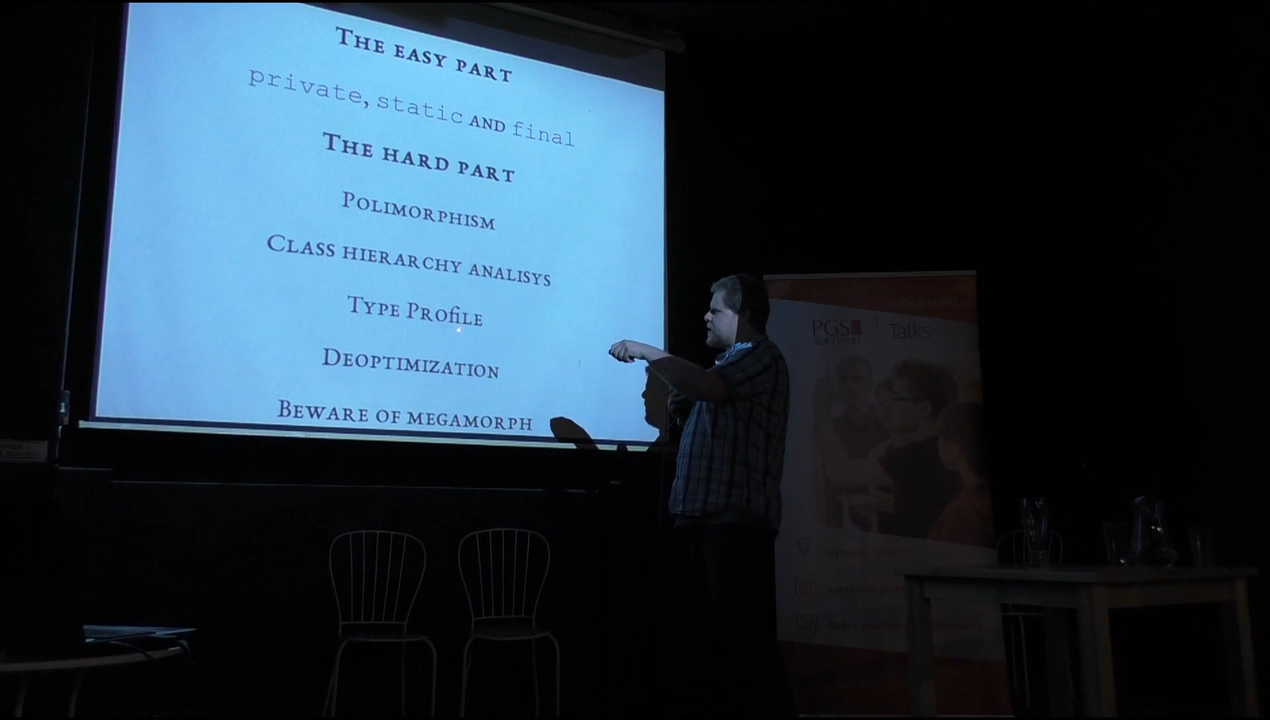 The easy part
private, static and final
The hard part
Polimorphism
Class hierarchy analisys
Type Profile
Deoptimization
Beware of megamorph
PGS
SOFTWARE
Talks